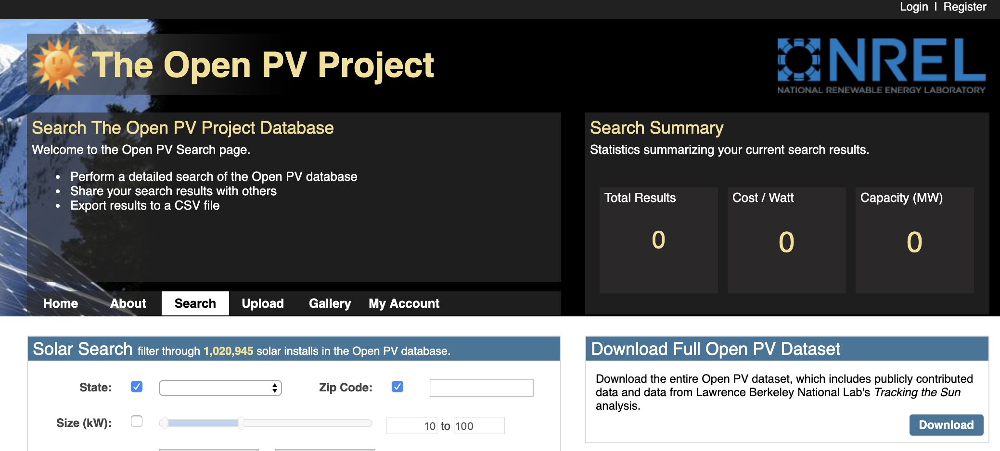 Login | Register
The Open PV Project
NREL
NATIONAL RENEWABLE ENERGY LABORATORY
Search The Open PV Project Database
Welcome to the Open PV Search page.
• Perform a detailed search of the Open PV database
• Share your search results with others
• Export results to a CSV file
Search Summary
Statistics summarizing your current search results.
Total Results
0
Cost / Watt
0
Capacity (MW)
0
Home About Search Upload Gallery My Account
Solar Search filter through 1,020,945 solar installs in the Open PV database.
State: Zip Code:
Size (kW): 10 to 100
Download Full Open PV Dataset
Download the entire Open PV dataset, which includes publicly contributed
data and data from Lawrence Berkeley National Lab's Tracking the Sun
analysis.
Download